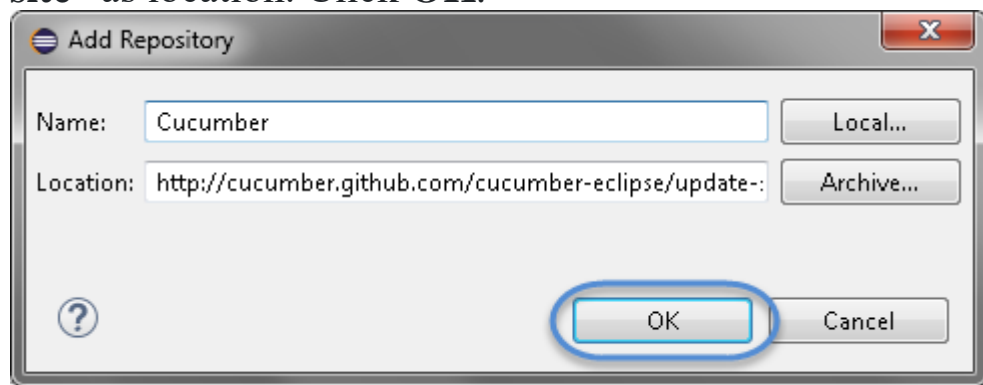 site" as location. Click OK.
Add Repository
Name: Cucumber Local...
Location: http://cucumber.github.com/cucumber-eclipse/update-: Archive...
? OK Cancel